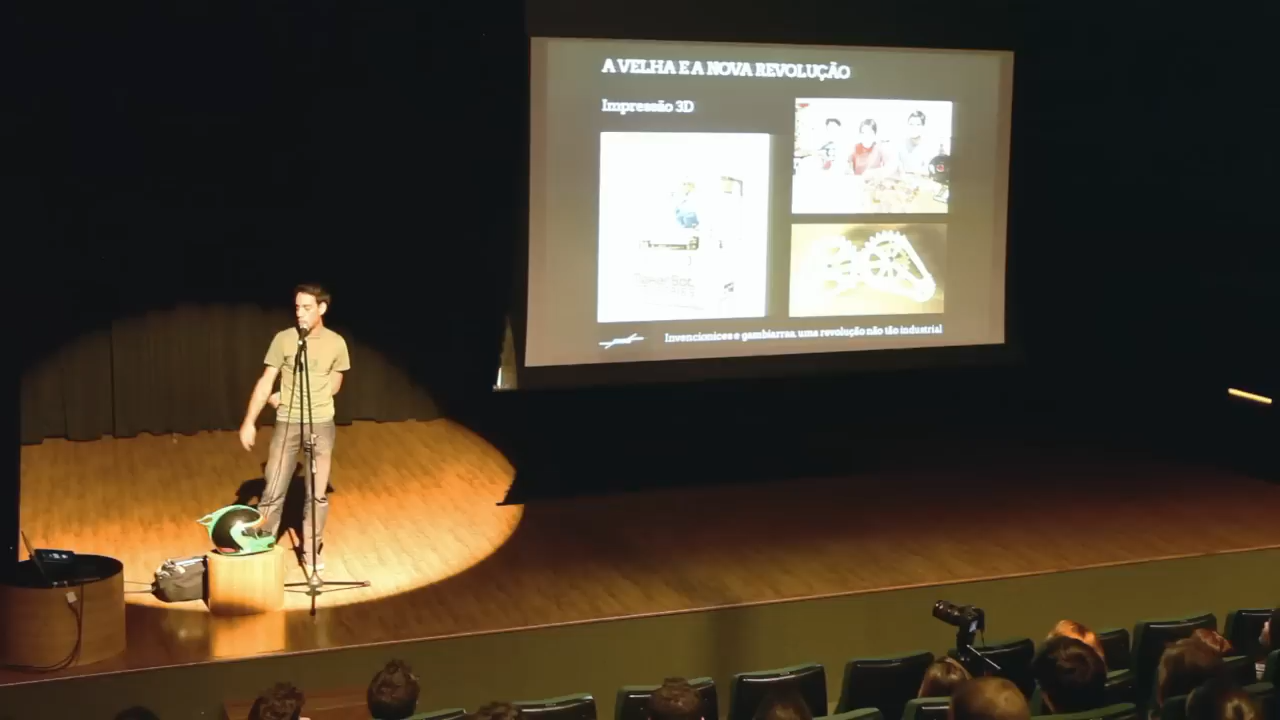 A VELHA E A NOVA REVOLUÇÃO
Impressão 3D
Invencionices e gambiarras, uma revolução não tão industrial